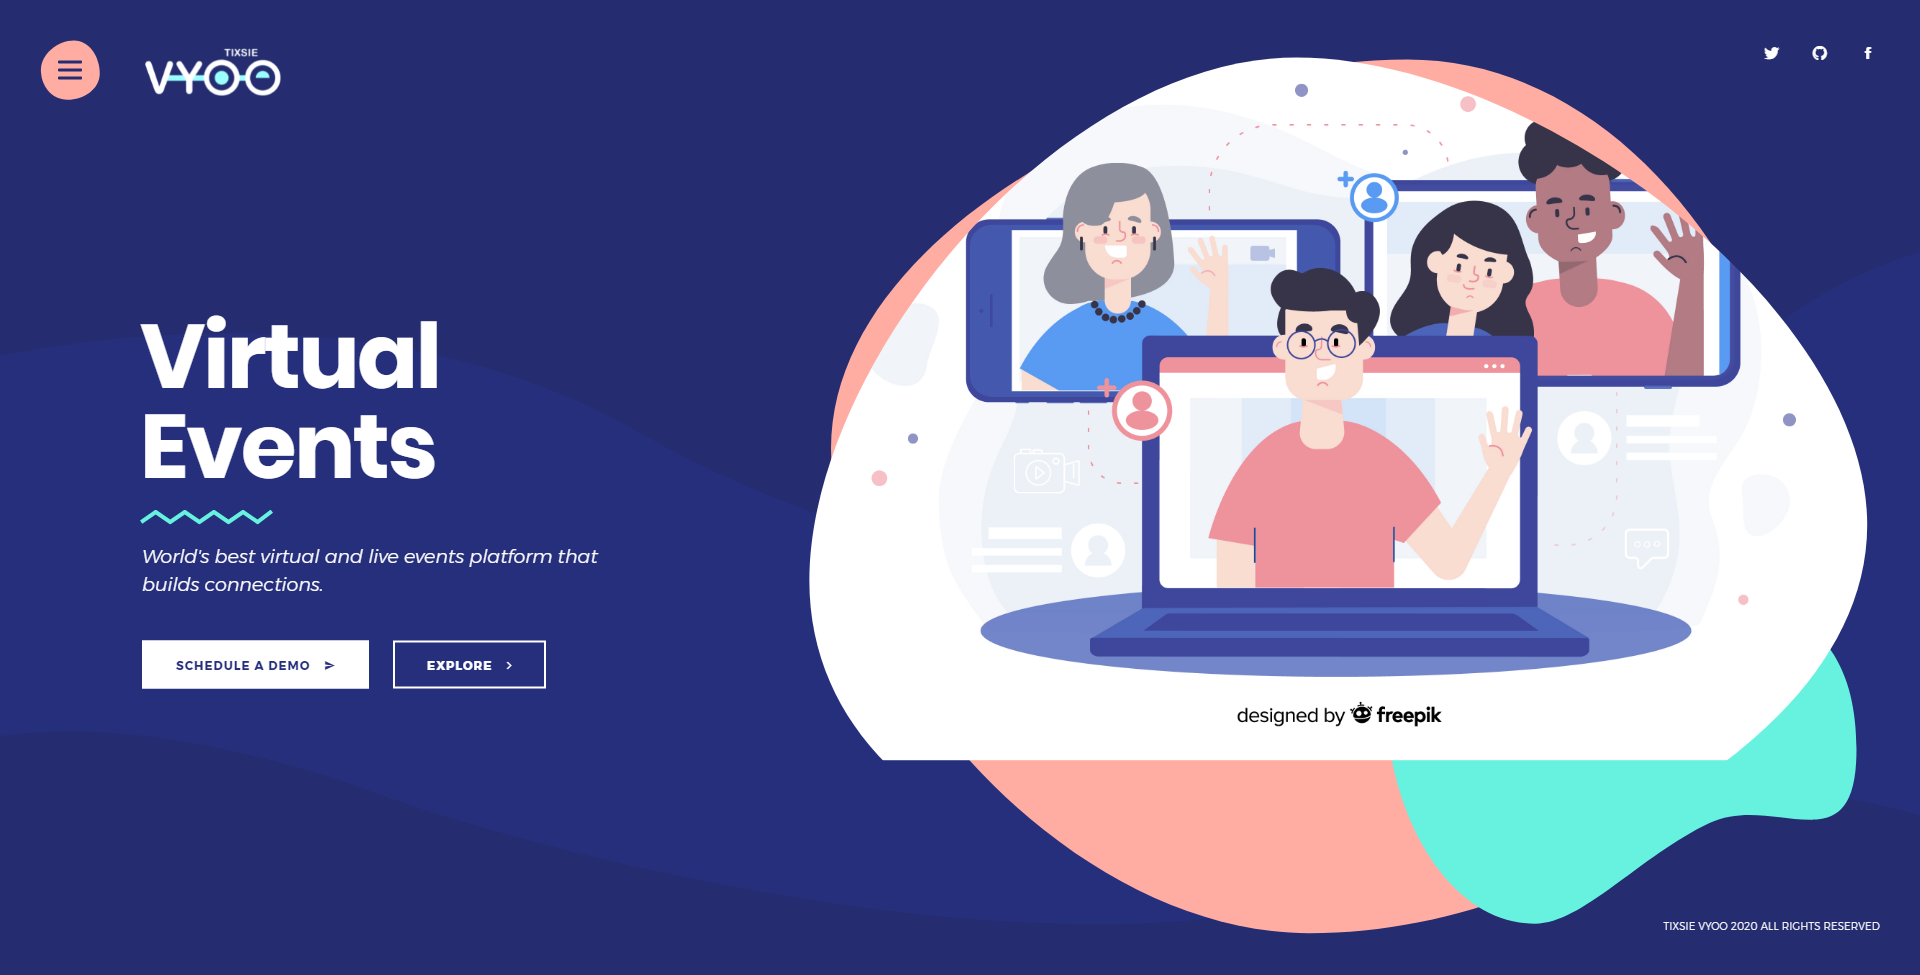 TIXSIE
VYOO
Virtual
Events
World's best virtual and live events platform that
builds connections.
SCHEDULE A DEMO
EXPLORE
designed by freepik
TIXSIE VYOO 2020 ALL RIGHTS RESERVED